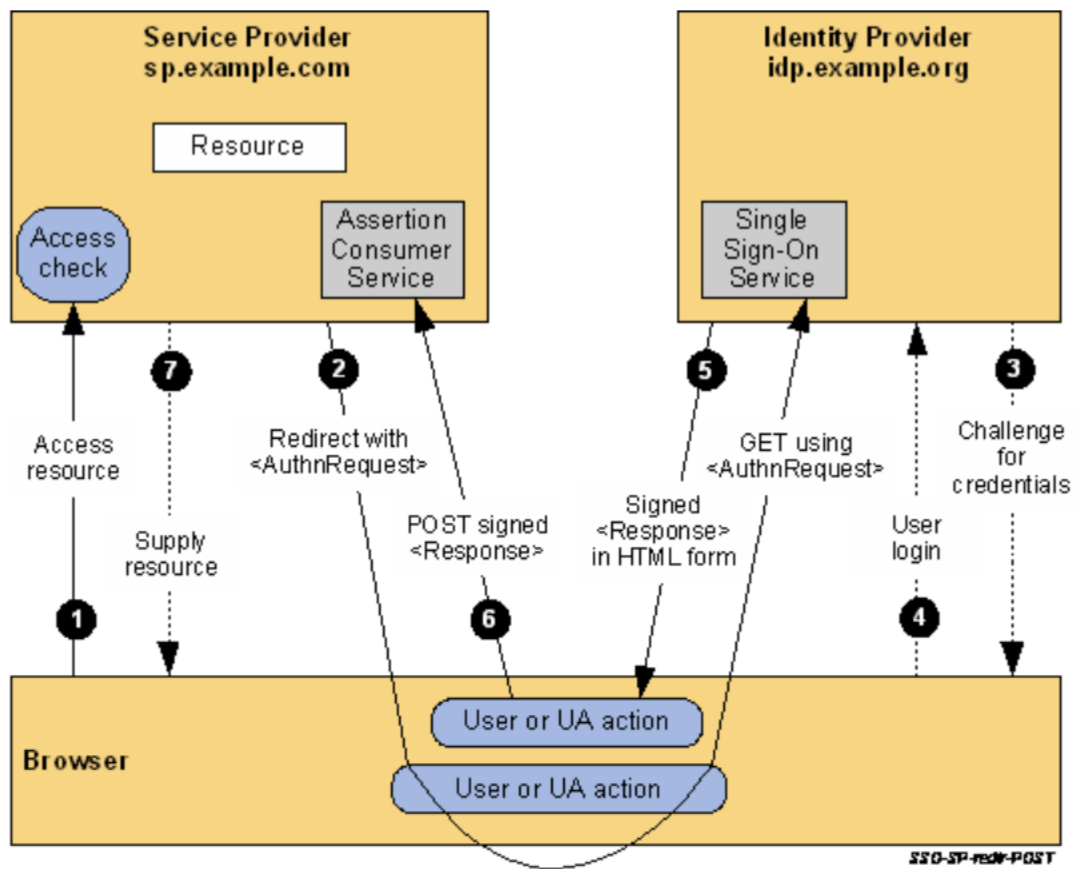 Service Provider
sp.example.com
Identity Provider
idp.example.org
Resource
Access
check
Assertion
Consumer
Service
Single
Sign-On
Service
7
2
5
3
Access
resource
Redirect with
<AuthnRequest>
GET using
<AuthnRequest>
Challenge
for
credentials
Supply
resource
POST signed
<Response>
Signed
<Response>
in HTML form
User
login
1
6
4
User or UA action
Browser
User or UA action
SSO-SP-redir-POST